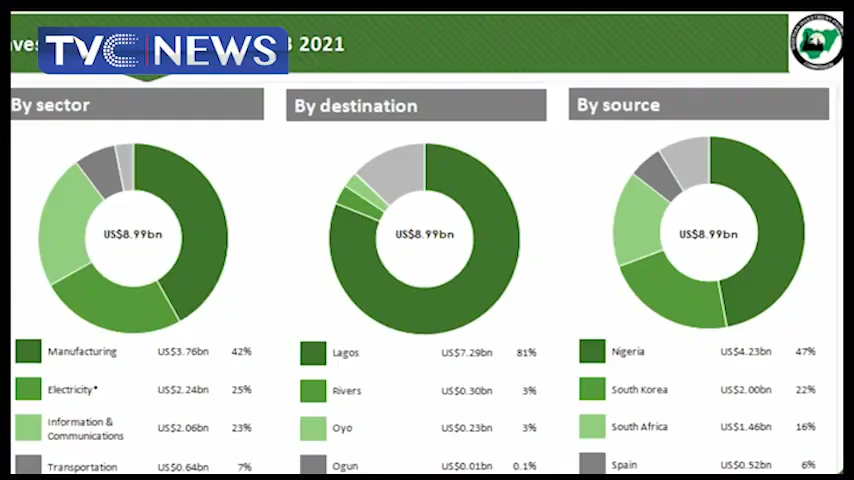 TVC NEWS
3 2021
By sector
By destination
By source
US$8.99bn
US$8.99bn
US$8.99bn
Manufacturing US$3.76bn 42%
Electricity* US$2.24bn 25%
Information &
Communications US$2.06bn 23%
Transportation US$0.64bn 7%
Lagos US$7.29bn 81%
Rivers US$0.30bn 3%
Oyo US$0.23bn 3%
Ogun US$0.01bn 0.1%
Nigeria US$4.23bn 47%
South Korea US$2.00bn 22%
South Africa US$1.46bn 16%
Spain US$0.52bn 6%